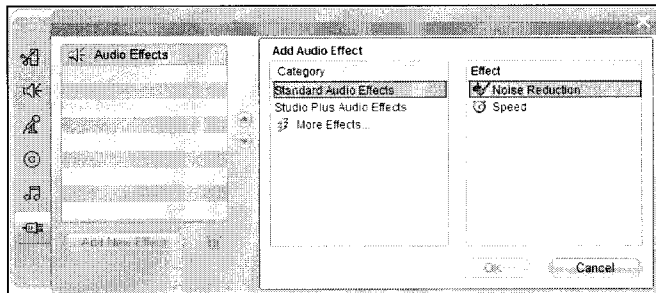 Audio Effects
Add New Effect
Add Audio Effect
Category
Standard Audio Effects
Studio Plus Audio Effects
More Effects...
Effect
Noise Reduction
Speed
OK
Cancel